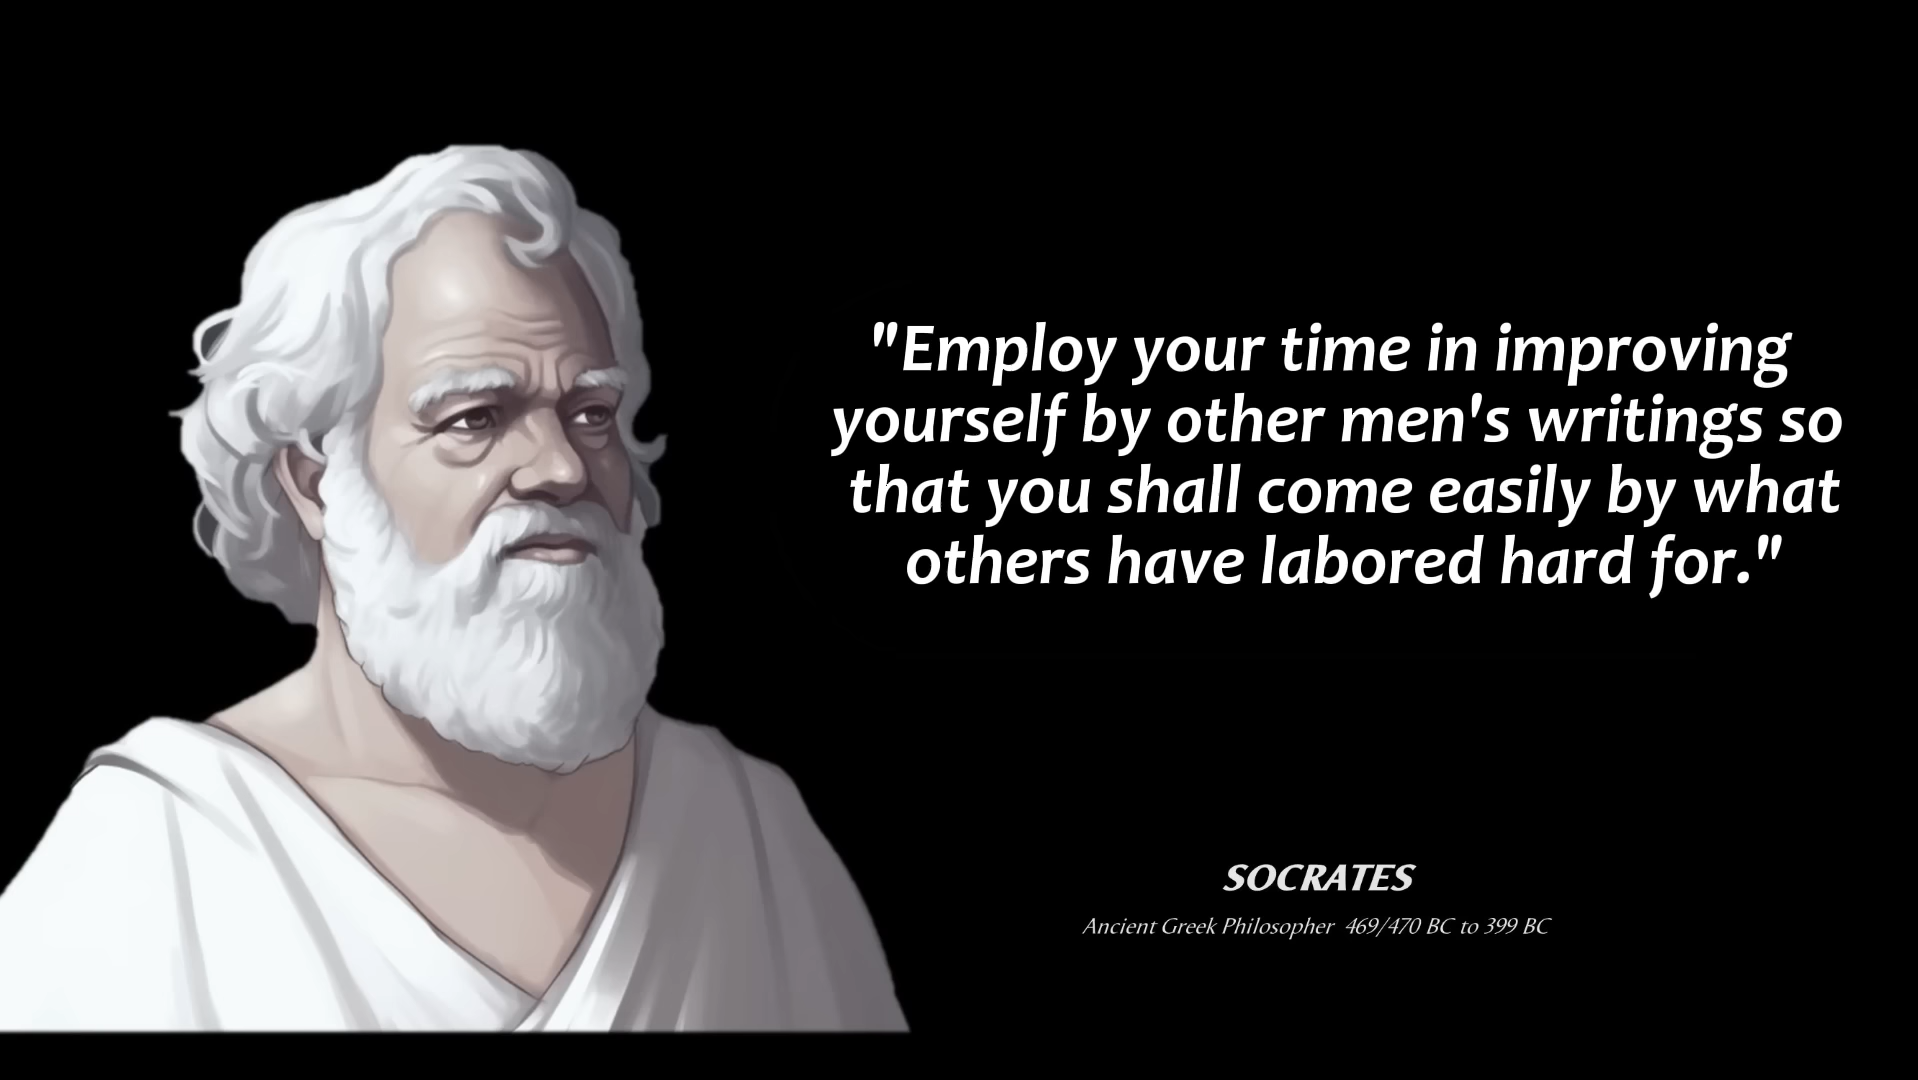 "Employ your time in improving
yourself by other men's writings so
that you shall come easily by what
others have labored hard for."
SOCRATES
Ancient Greek Philosopher 469/470 BC to 399 BC